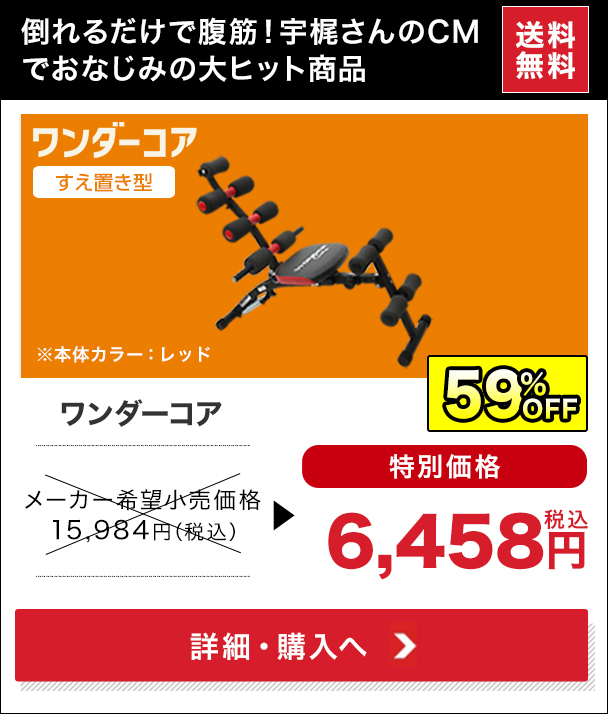 倒れるだけで腹筋！宇梶さんのCM
でおなじみの大ヒット商品
送料
無料
ワンダーコア
すえ置き型
※本体カラー：レッド
59%OFF
ワンダーコア
メーカー希望小売価格
15,984円(税込)
特別価格
6,458円税込
詳細・購入へ